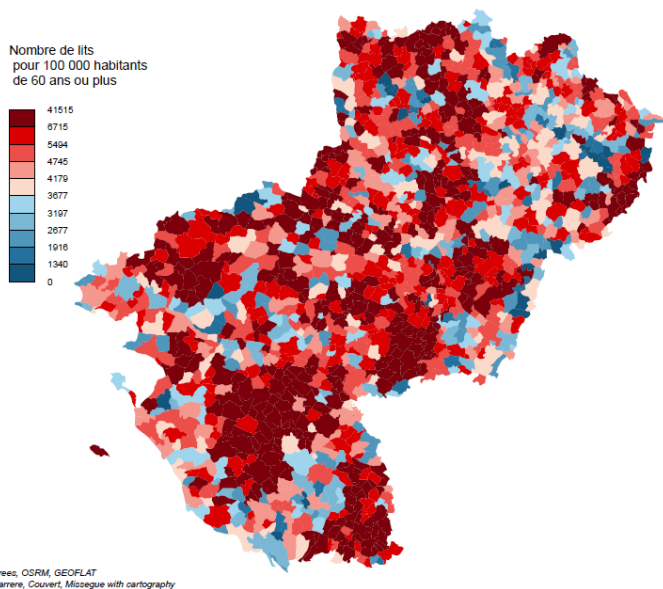 Nombre de lits
pour 100 000 habitants
de 60 ans ou plus
41515
6715
5494
4745
4179
3677
3197
2677
1916
1340
0
rees, OSRM, GEOFLAT
arrere, Couvert, Missegue with cartography